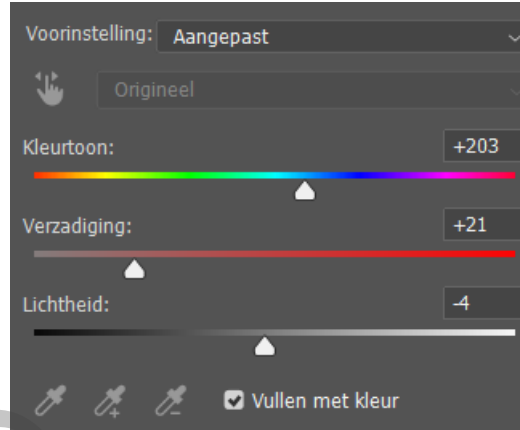 Voorinstelling: Aangepast
Origineel
Kleurtoon: +203
Verzadiging: +21
Lichtheid: -4
Vullen met kleur